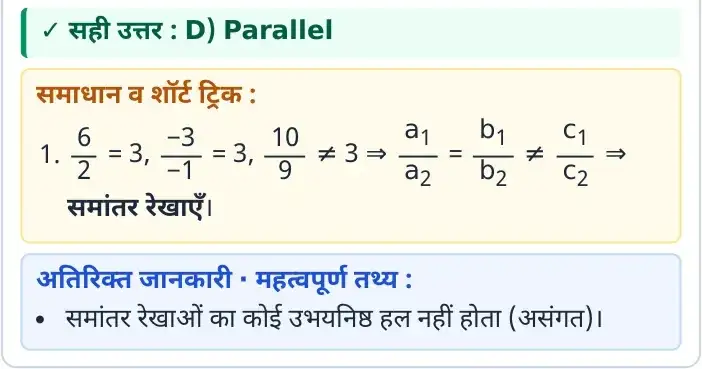 ✓ सही उत्तर : D) Parallel
समाधान व शॉर्ट ट्रिक :
1. 6/2 = 3, −3/−1 = 3, 10/9 ≠ 3 ⇒ a₁/a₂ = b₁/b₂ ≠ c₁/c₂ ⇒
समांतर रेखाएँ।
अतिरिक्त जानकारी · महत्वपूर्ण तथ्य :
• समांतर रेखाओं का कोई उभयनिष्ठ हल नहीं होता (असंगत)।